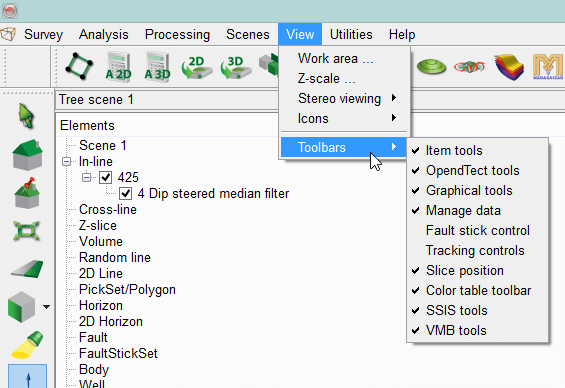 Survey Analysis Processing Scenes View Utilities Help
A 2D A 3D 2D 3D MADAGASCAR
Work area ...
Z-scale ...
Stereo viewing
Icons
Toolbars
Item tools
OpendTect tools
Graphical tools
Manage data
Fault stick control
Tracking controls
Slice position
Color table toolbar
SSIS tools
VMB tools
Tree scene 1
Elements
Scene 1
In-line
425
4 Dip steered median filter
Cross-line
Z-slice
Volume
Random line
2D Line
PickSet/Polygon
Horizon
2D Horizon
Fault
FaultStickSet
Body
Well